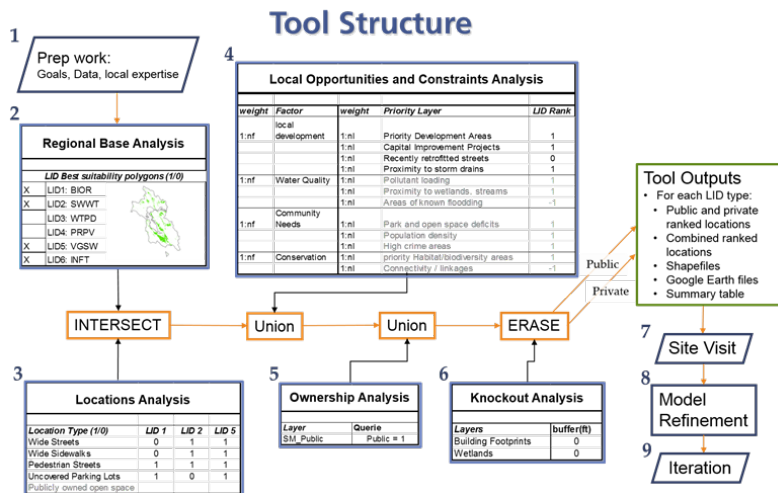 Tool Structure
1
Prep work:
Goals, Data, local expertise
2
Regional Base Analysis
LID Best suitability polygons (1/0)
X LID1: BIOR
X LID2: SWWT
LID3: WTPD
LID4: PRPV
X LID5: VGSW
X LID6: INFT
4
Local Opportunities and Constraints Analysis
weight Factor weight Priority Layer LID Rank
local
1:nf development 1:nl Priority Development Areas 1
1:nl Capital Improvement Projects 1
1:nl Recently retrofitted streets 0
1:nl Proximity to storm drains 1
1:nf Water Quality 1:nl Pollutant loading 1
1:nl Proximity to wetlands, streams 1
1:nl Areas of known flooding -1
Community
1:nf Needs 1:nl Park and open space deficits 1
1:nl Population density 1
1:nl High crime areas 1
1:nf Conservation 1:nl priority Habitat/biodiversity areas 1
1:nl Connectivity / linkages -1
INTERSECT
Union
Union
ERASE
Public
Private
Tool Outputs
• For each LID type:
• Public and private
ranked locations
• Combined ranked
locations
• Shapefiles
• Google Earth files
• Summary table
3
Locations Analysis
Location Type (1/0) LID 1 LID 2 LID 5
Wide Streets 0 1 1
Wide Sidewalks 0 1 1
Pedestrian Streets 1 1 1
Uncovered Parking Lots 1 0 1
Publicly owned open space
5
Ownership Analysis
Layer Querie
SM_Public Public = 1
6
Knockout Analysis
Layers buffer(ft)
Building Footprints 0
Wetlands 0
7
Site Visit
8
Model
Refinement
9
Iteration